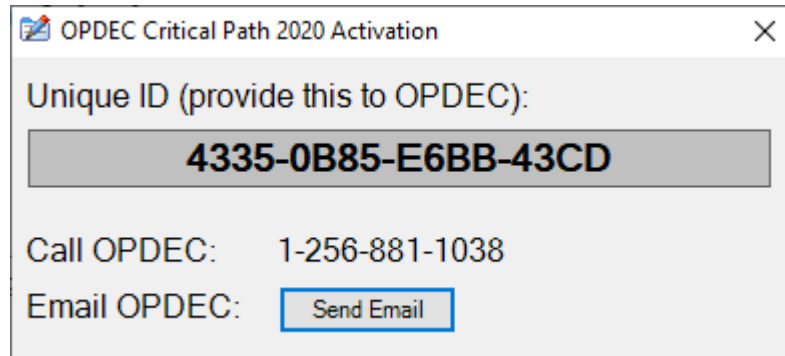 OPDEC Critical Path 2020 Activation
Unique ID (provide this to OPDEC):
4335-0B85-E6BB-43CD
Call OPDEC: 1-256-881-1038
Email OPDEC: Send Email